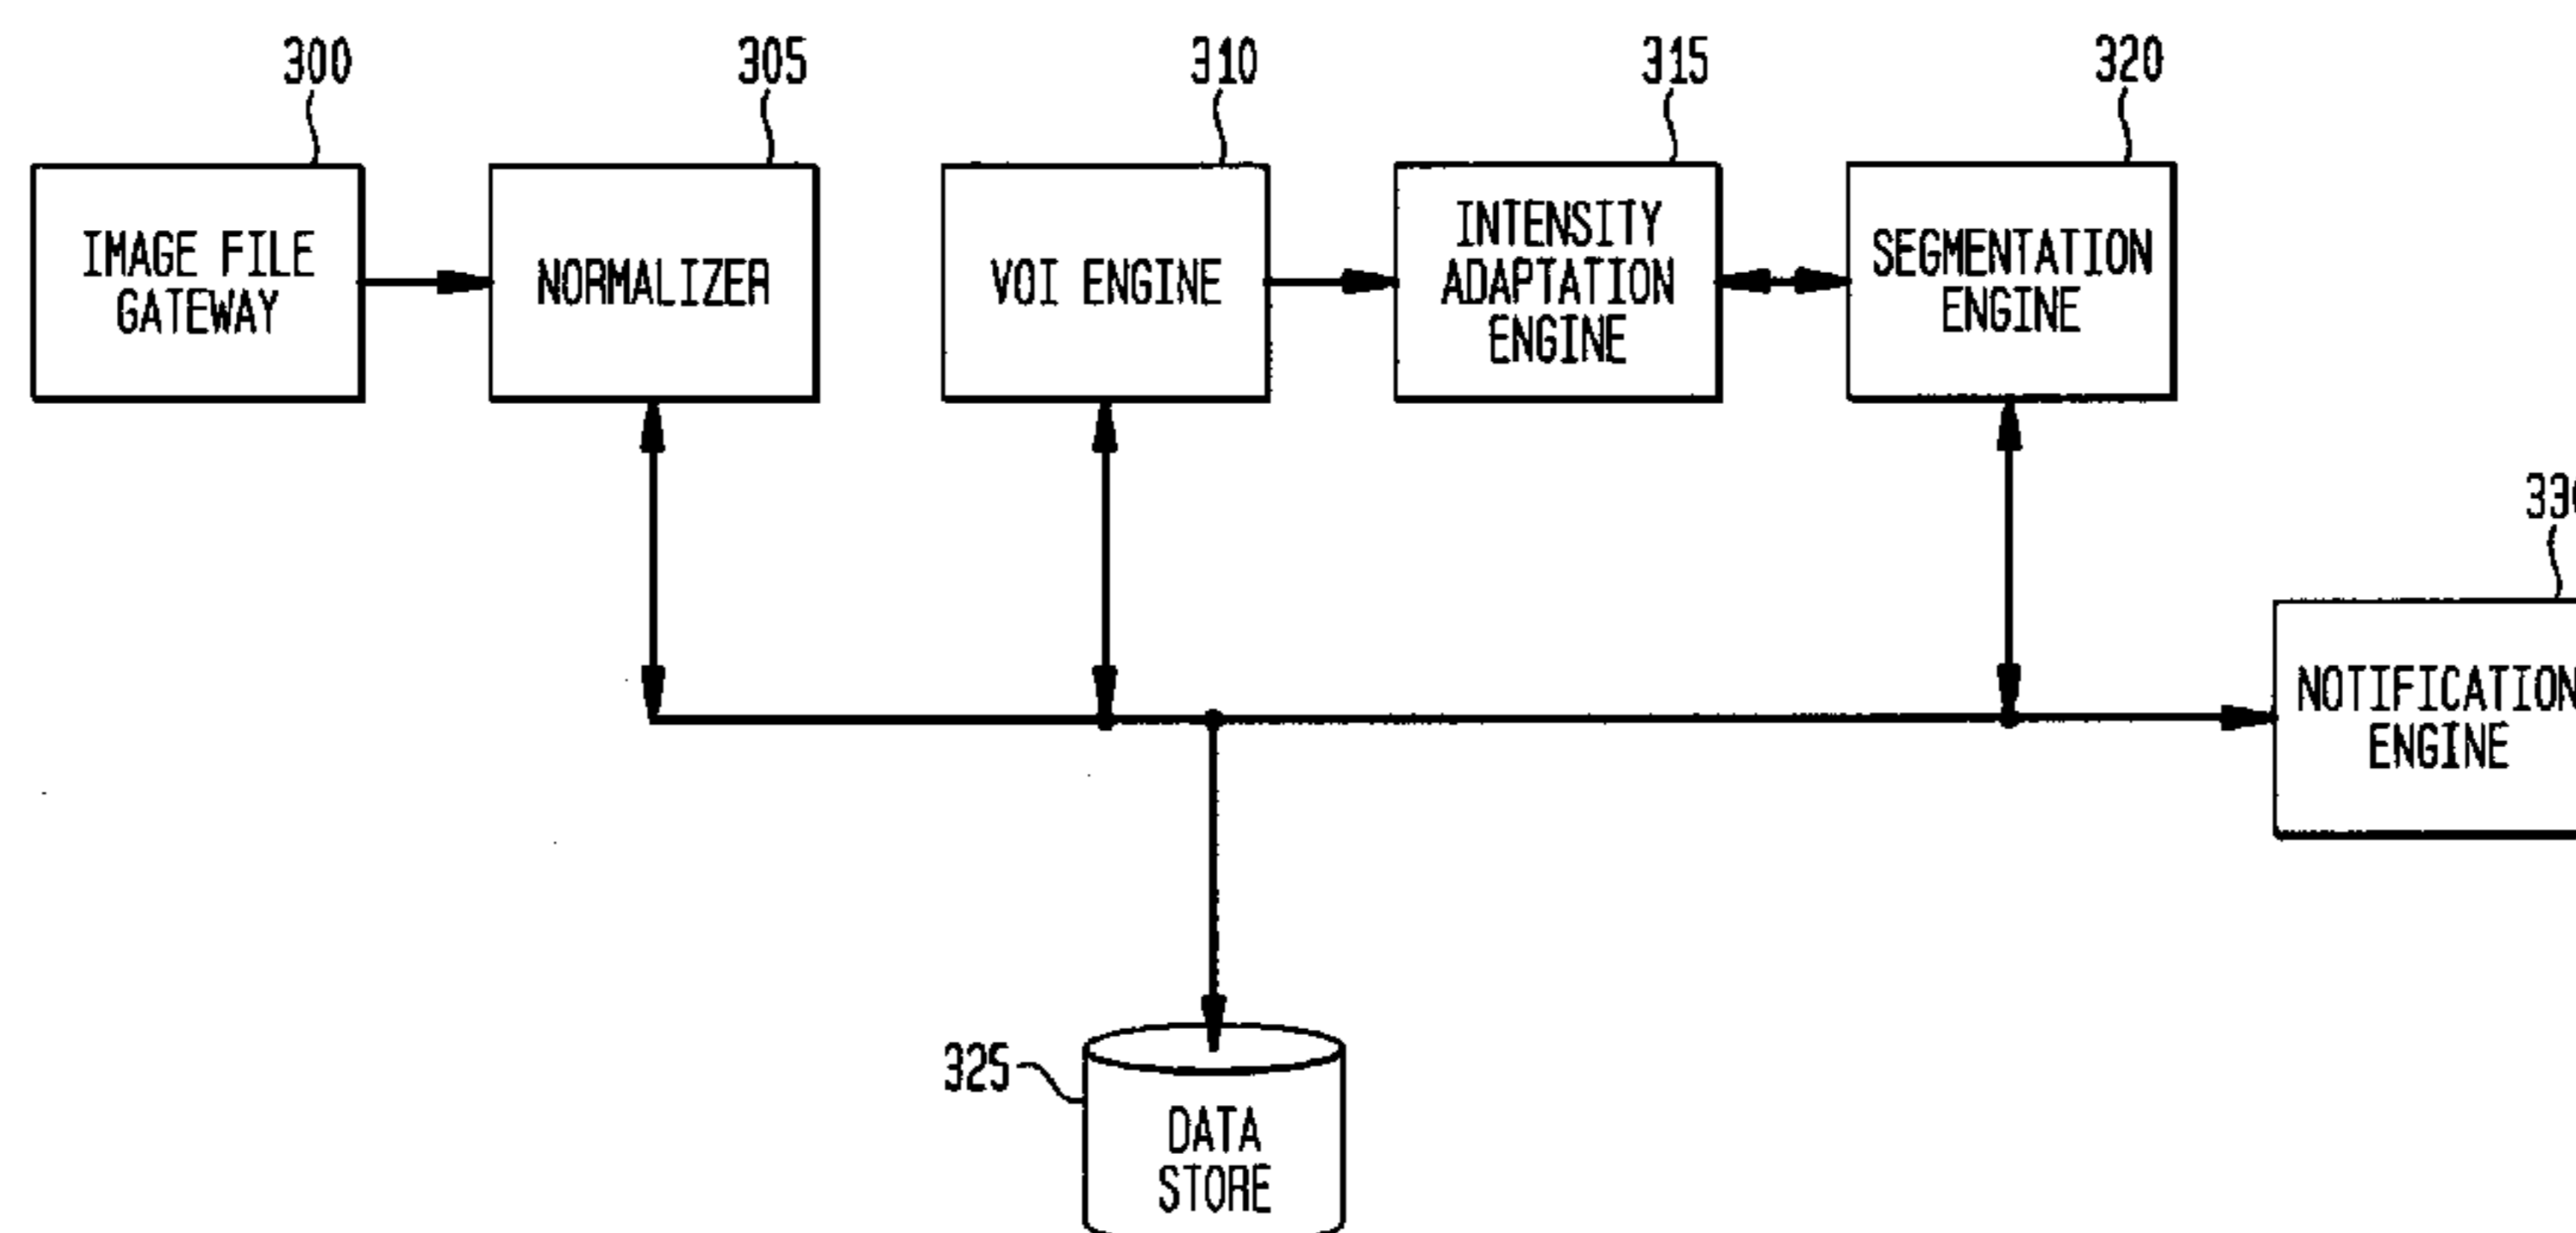 300
305
310
315
320
IMAGE FILE
GATEWAY
NORMALIZER
VOI ENGINE
INTENSITY
ADAPTATION
ENGINE
SEGMENTATION
ENGINE
330
NOTIFICATION
ENGINE
325
DATA
STORE